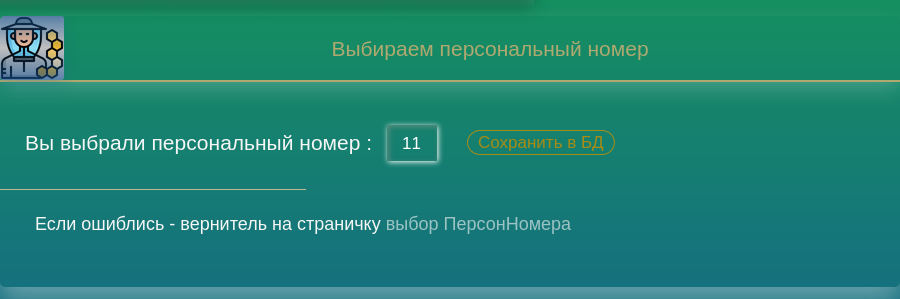 Выбираем персональный номер
Вы выбрали персональный номер : 11 Сохранить в БД
Если ошиблись - вернитель на страничку выбор ПерсонНомера